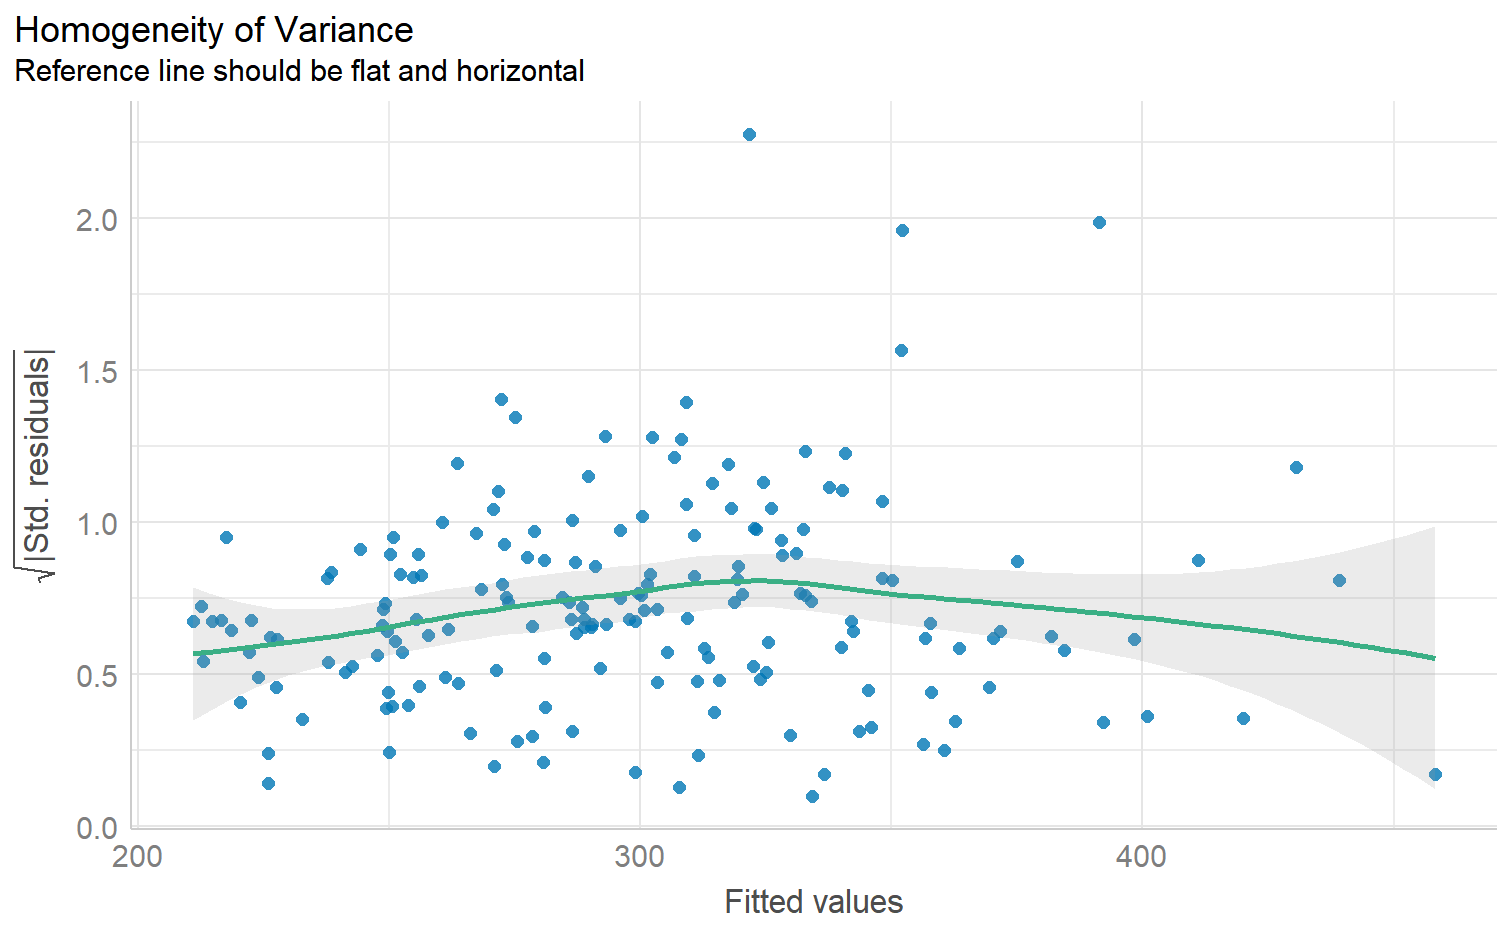 Homogeneity of Variance
Reference line should be flat and horizontal
√|Std. residuals|
2.0
1.5
1.0
0.5
0.0
200
300
400
Fitted values